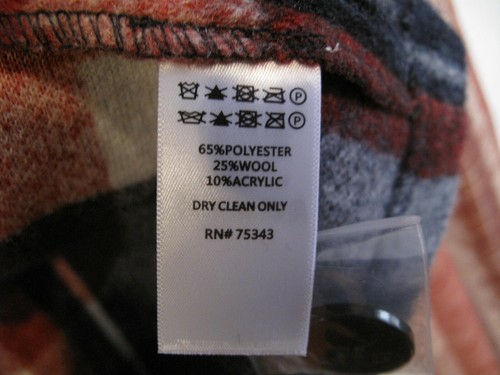 P
P
65%POLYESTER
25%WOOL
10%ACRYLIC
DRY CLEAN ONLY
RN# 75343